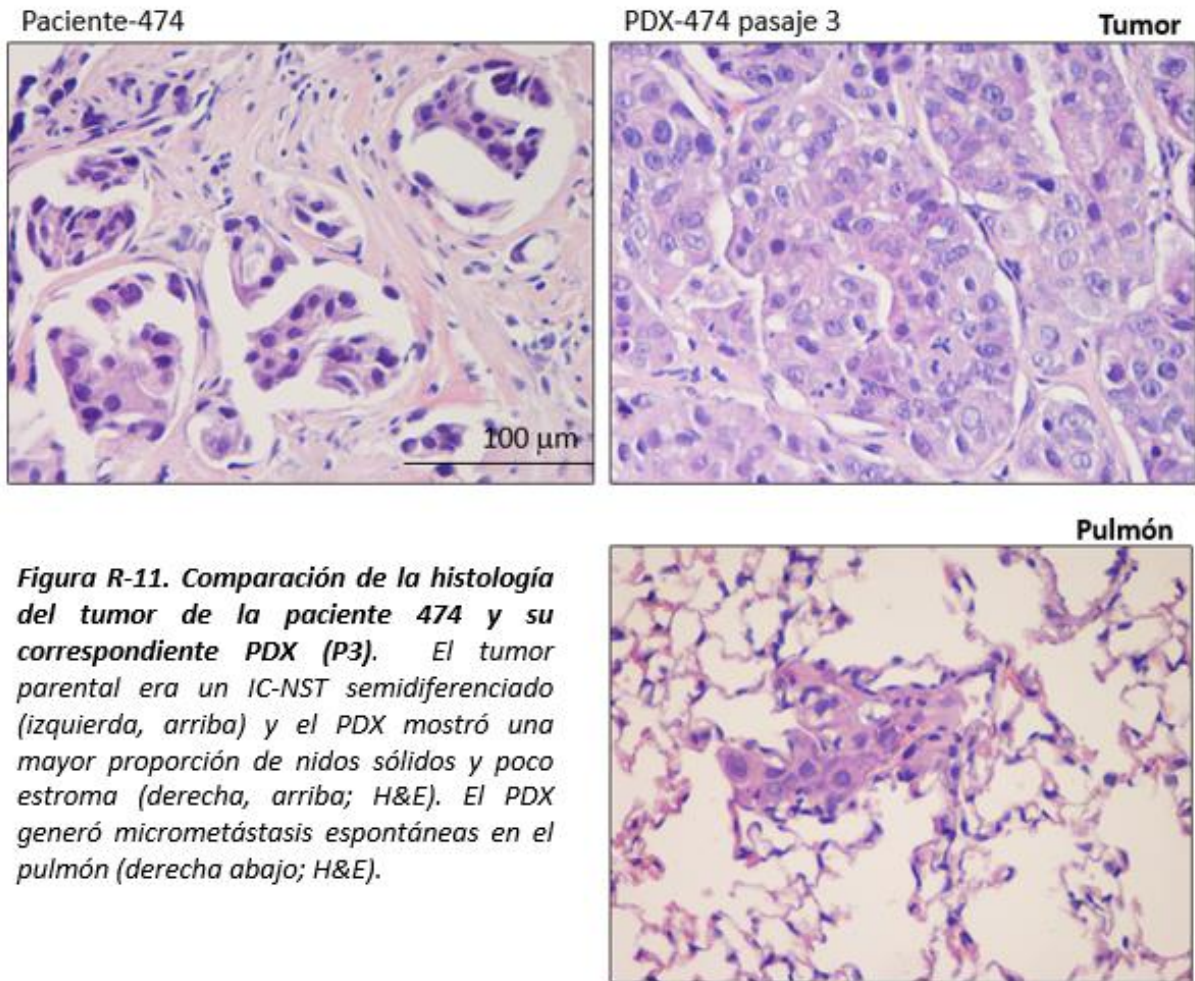 Paciente-474
PDX-474 pasaje 3
Tumor
100 µm
Pulmón
Figura R-11. Comparación de la histología
del tumor de la paciente 474 y su
correspondiente PDX (P3). El tumor
parental era un IC-NST semidiferenciado
(izquierda, arriba) y el PDX mostró una
mayor proporción de nidos sólidos y poco
estroma (derecha, arriba; H&E). El PDX
generó micrometástasis espontáneas en el
pulmón (derecha abajo; H&E).